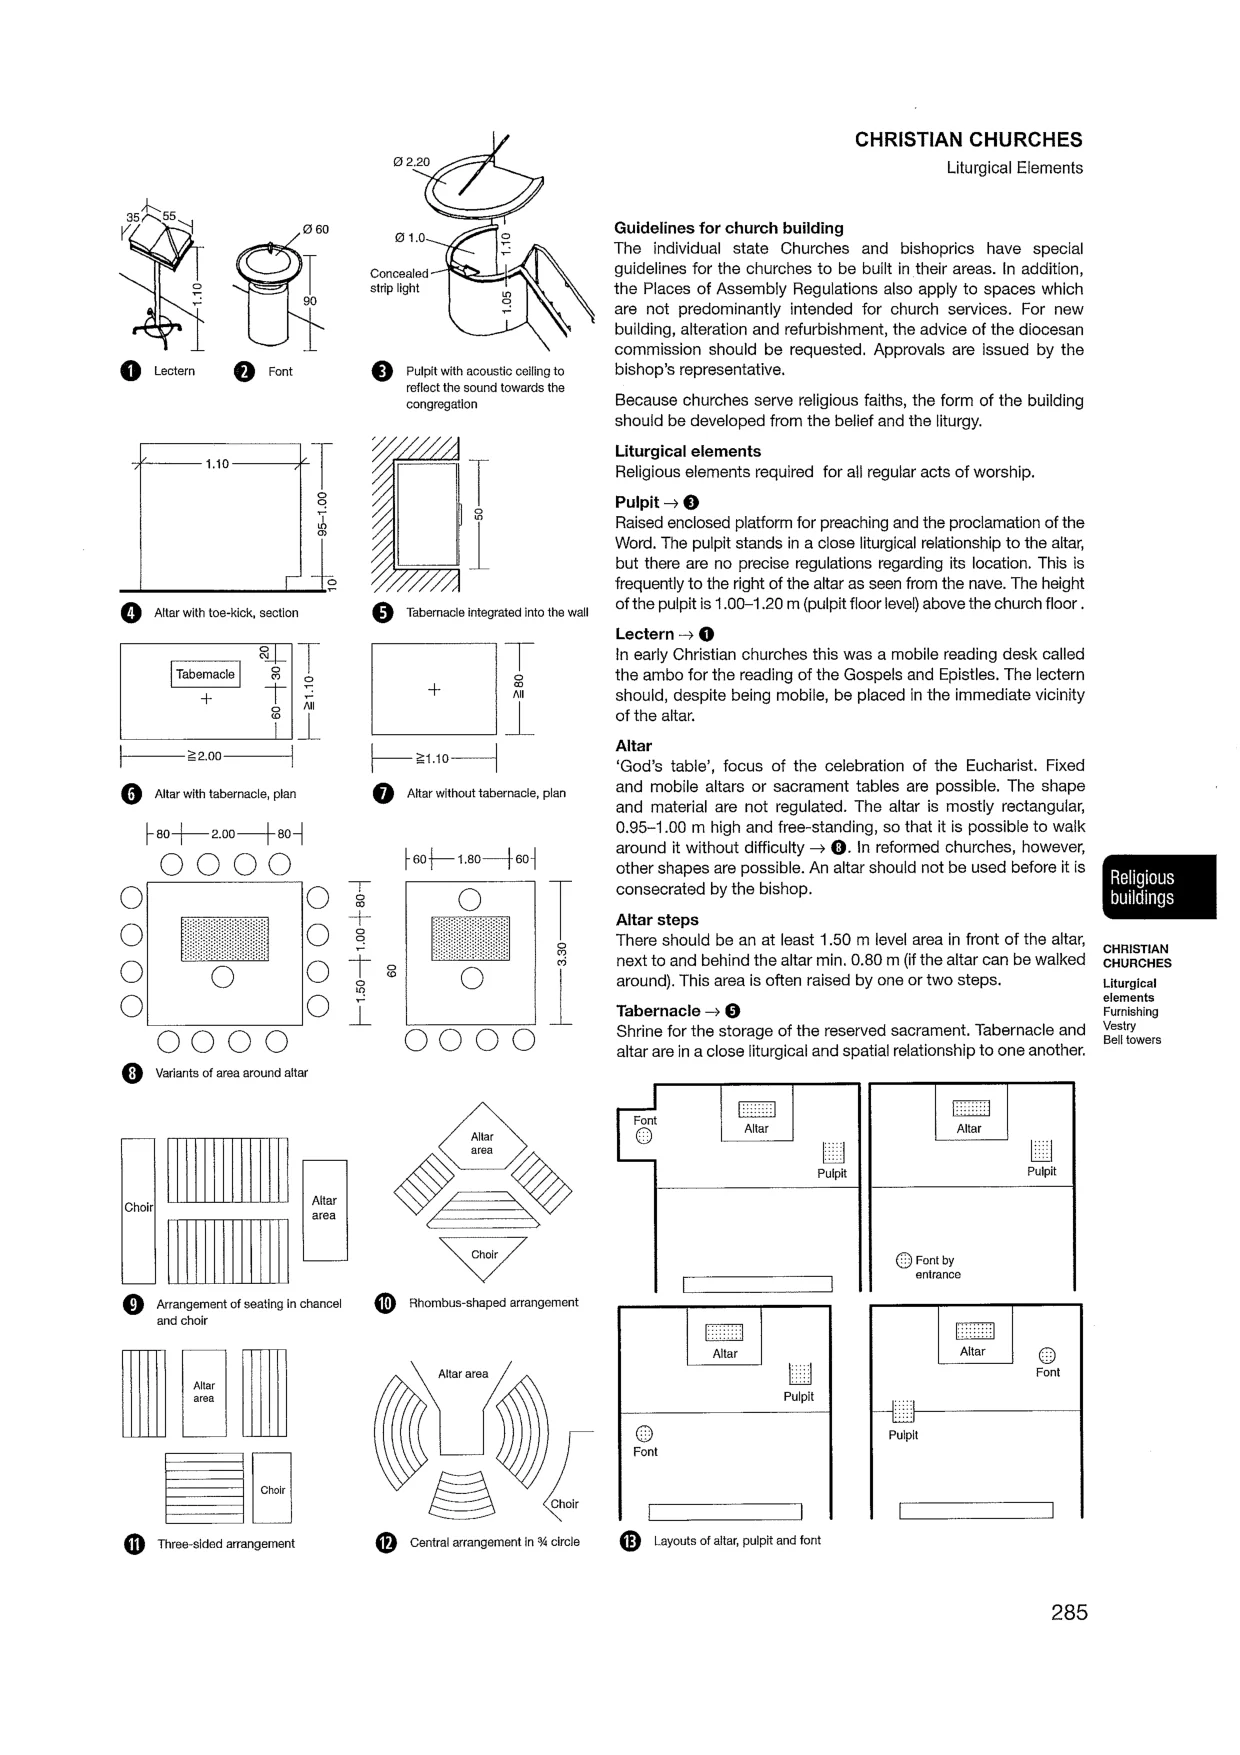 CHRISTIAN CHURCHES
Liturgical Elements
Ø 2.20
Ø 1.0
1.10
1.05
Concealed
strip light
35
55
1.10
Ø 60
90
1 Lectern
2 Font
3 Pulpit with acoustic ceiling to
reflect the sound towards the
congregation
1.10
95–1.00
10
50
4 Altar with toe-kick, section
5 Tabernacle integrated into the wall
Tabernacle
20
30
60
≧1.10
≧2.00
≧80
≧1.10
6 Altar with tabernacle, plan
7 Altar without tabernacle, plan
80
2.00
80
80
1.00
1.50
60
1.80
60
60
3.30
8 Variants of area around altar
Choir
Altar
area
Altar
area
Choir
9 Arrangement of seating in chancel
and choir
10 Rhombus-shaped arrangement
Altar
area
Choir
Altar area
Choir
11 Three-sided arrangement
12 Central arrangement in ¾ circle
Guidelines for church building
The individual state Churches and bishoprics have special
guidelines for the churches to be built in their areas. In addition,
the Places of Assembly Regulations also apply to spaces which
are not predominantly intended for church services. For new
building, alteration and refurbishment, the advice of the diocesan
commission should be requested. Approvals are issued by the
bishop's representative.
Because churches serve religious faiths, the form of the building
should be developed from the belief and the liturgy.
Liturgical elements
Religious elements required for all regular acts of worship.
Pulpit → 3
Raised enclosed platform for preaching and the proclamation of the
Word. The pulpit stands in a close liturgical relationship to the altar,
but there are no precise regulations regarding its location. This is
frequently to the right of the altar as seen from the nave. The height
of the pulpit is 1.00–1.20 m (pulpit floor level) above the church floor .
Lectern → 1
In early Christian churches this was a mobile reading desk called
the ambo for the reading of the Gospels and Epistles. The lectern
should, despite being mobile, be placed in the immediate vicinity
of the altar.
Altar
'God's table', focus of the celebration of the Eucharist. Fixed
and mobile altars or sacrament tables are possible. The shape
and material are not regulated. The altar is mostly rectangular,
0.95–1.00 m high and free-standing, so that it is possible to walk
around it without difficulty → 8. In reformed churches, however,
other shapes are possible. An altar should not be used before it is
consecrated by the bishop.
Altar steps
There should be an at least 1.50 m level area in front of the altar,
next to and behind the altar min. 0.80 m (if the altar can be walked
around). This area is often raised by one or two steps.
Tabernacle → 5
Shrine for the storage of the reserved sacrament. Tabernacle and
altar are in a close liturgical and spatial relationship to one another.
Font
Altar
Pulpit
Altar
Pulpit
Font by
entrance
Altar
Pulpit
Font
Altar
Font
Pulpit
13 Layouts of altar, pulpit and font
Religious
buildings
CHRISTIAN
CHURCHES
Liturgical
elements
Furnishing
Vestry
Bell towers
285